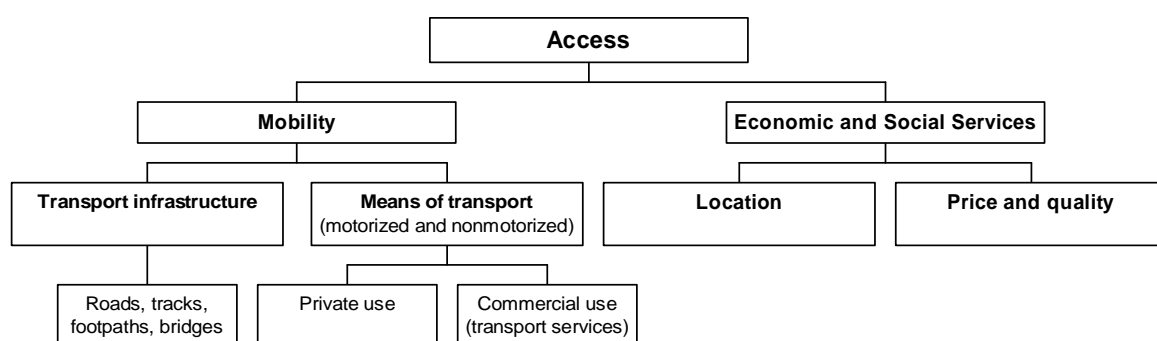 Access
Mobility
Economic and Social Services
Transport infrastructure
Means of transport
(motorized and nonmotorized)
Location
Price and quality
Roads, tracks,
footpaths, bridges
Private use
Commercial use
(transport services)